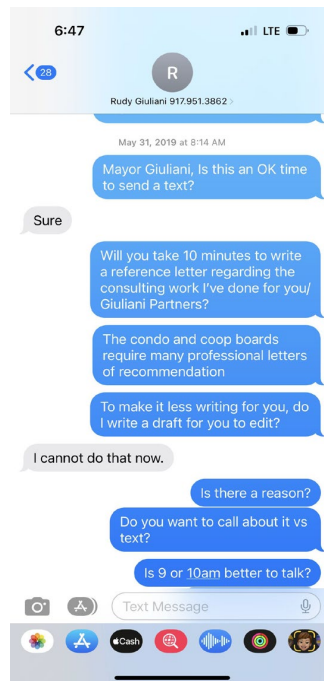 6:47
LTE
28
R
Rudy Giuliani 917.951.3862
May 31, 2019 at 8:14 AM
Mayor Giuliani, Is this an OK time
to send a text?
Sure
Will you take 10 minutes to write
a reference letter regarding the
consulting work I've done for you/
Giuliani Partners?
The condo and coop boards
require many professional letters
of recommendation
To make it less writing for you, do
I write a draft for you to edit?
I cannot do that now.
Is there a reason?
Do you want to call about it vs
text?
Is 9 or 10am better to talk?
Text Message
Cash